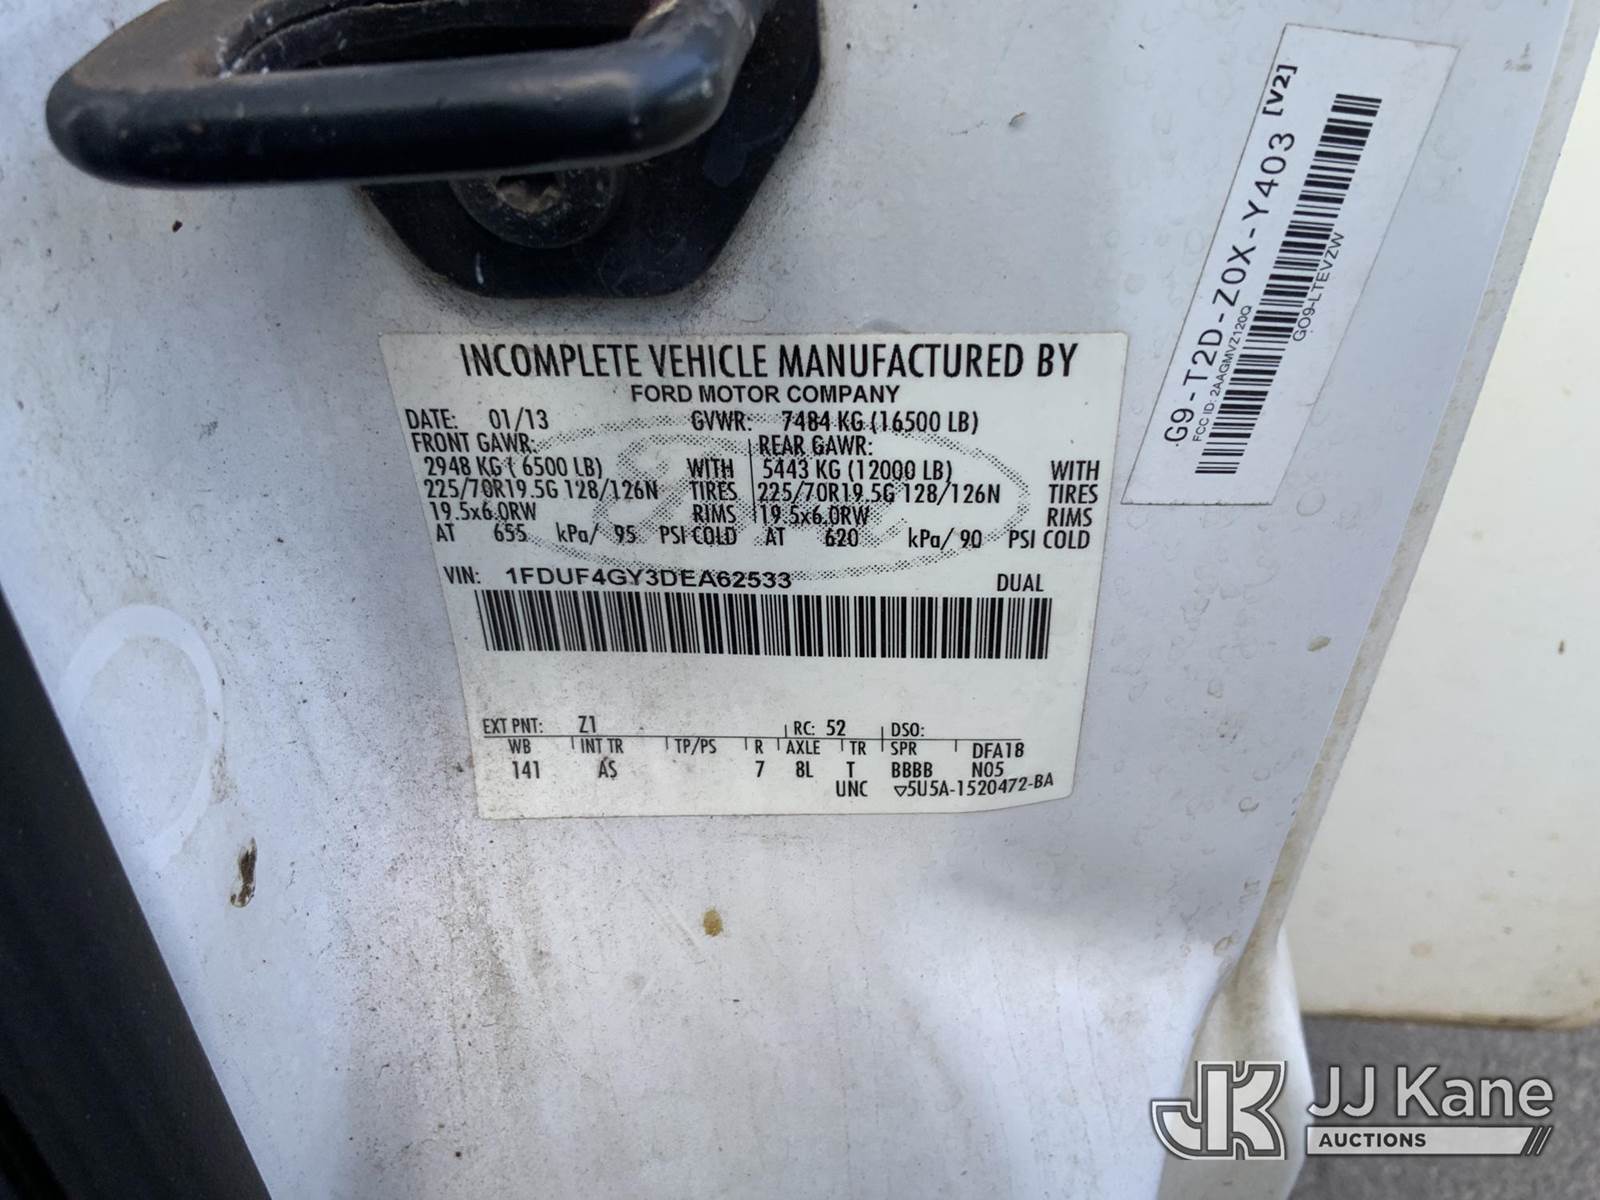 INCOMPLETE VEHICLE MANUFACTURED BY
FORD MOTOR COMPANY
DATE: 01/13 GVWR: 7484 KG (16500 LB)
FRONT GAWR: REAR GAWR:
2948 KG ( 6500 LB) WITH 5443 KG (12000 LB) WITH
225/70R19.5G 128/126N TIRES 225/70R19.5G 128/126N TIRES
19.5x6.0RW RIMS 19.5x6.0RW RIMS
AT 655 kPa/ 95 PSI COLD AT 620 kPa/ 90 PSI COLD
VIN: 1FDUF4GY3DEA62533 DUAL
EXT PNT: Z1 RC: 52 DSO:
WB INT TR TP/PS R AXLE TR SPR DFA18
141 AS 7 8L T BBBB N05
UNC ▽5U5A-1520472-BA
G9-T2D-Z0X-Y403 [V2]
FCC ID: 2AAGMVZ120Q
GO9-LTEVZW
JK JJ Kane
AUCTIONS